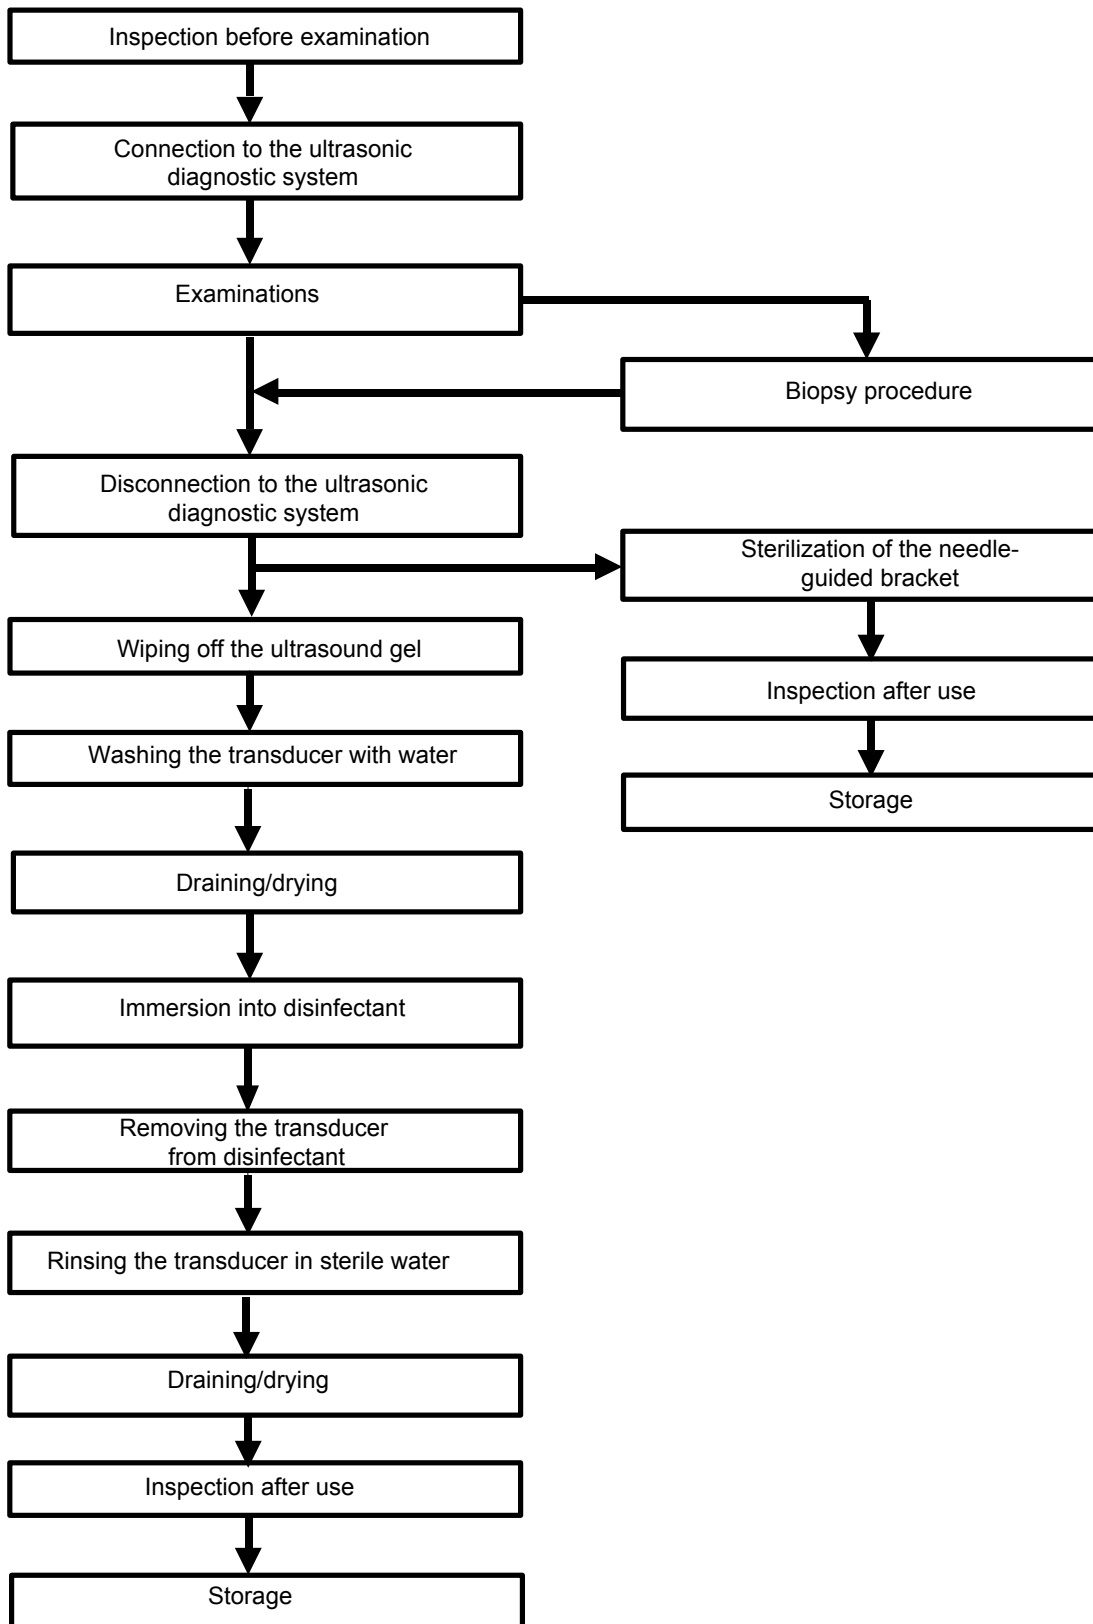 Inspection before examination
Connection to the ultrasonic
diagnostic system
Examinations
Biopsy procedure
Disconnection to the ultrasonic
diagnostic system
Sterilization of the needle-
guided bracket
Wiping off the ultrasound gel
Inspection after use
Washing the transducer with water
Storage
Draining/drying
Immersion into disinfectant
Removing the transducer
from disinfectant
Rinsing the transducer in sterile water
Draining/drying
Inspection after use
Storage